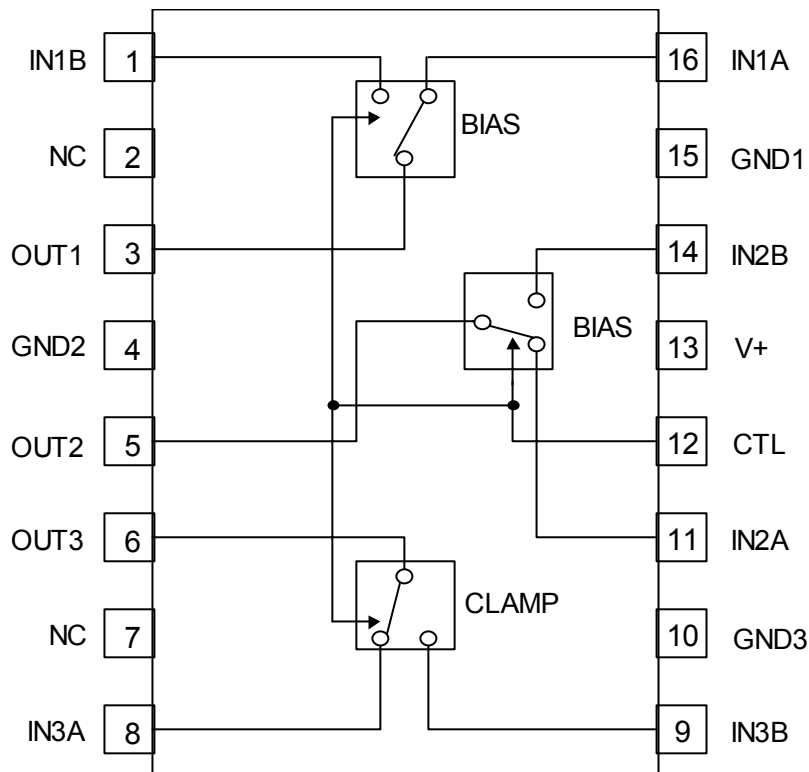 IN1B 1 16 IN1A
BIAS
NC 2 15 GND1
OUT1 3 14 IN2B
GND2 4 BIAS 13 V+
OUT2 5 12 CTL
OUT3 6 11 IN2A
CLAMP
NC 7 10 GND3
IN3A 8 9 IN3B